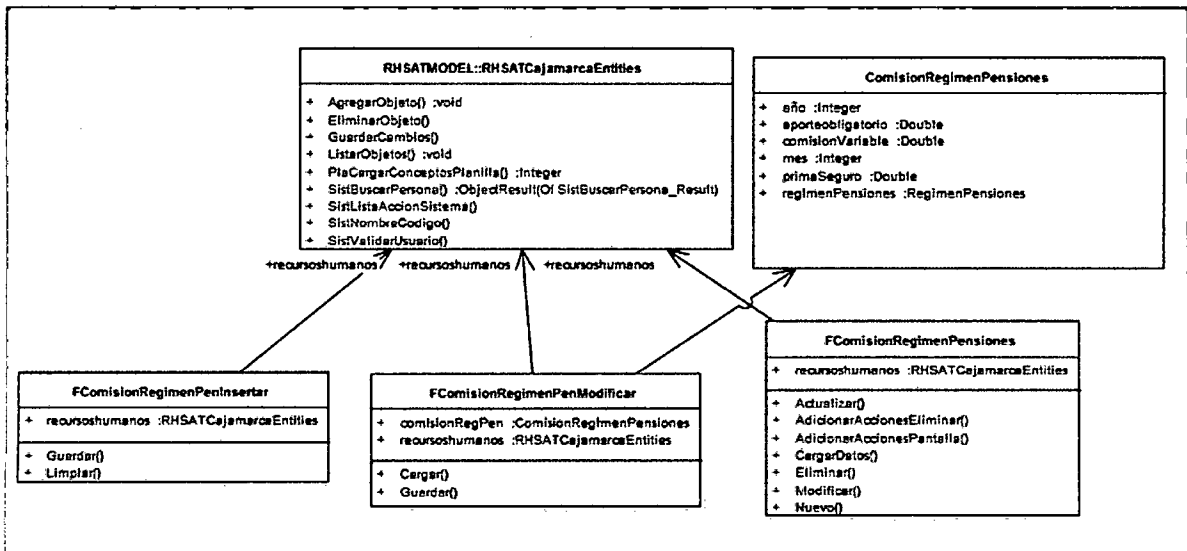 RHSATMODEL::RHSATCajamarcaEntities
+ AgregarObjeto() :void
+ EliminarObjeto()
+ GuardarCambios()
+ ListarObjetos() :void
+ PlaCargarConceptosPlanilla() :Integer
+ SistBuscarPersona() :ObjectResult(Of SistBuscarPersona_Result)
+ SistListaAccionSistema()
+ SistNombreCodigo()
+ SistValidarUsuario()
ComisionRegimenPensiones
+ año :Integer
+ aporteobligatorio :Double
+ comisionVariable :Double
+ mes :Integer
+ primaSeguro :Double
+ regimenPensiones :RegimenPensiones
+recursoshumanos +recursoshumanos +recursoshumanos
FComisionRegimenPenInsertar
+ recursoshumanos :RHSATCajamarcaEntities
+ Guardar()
+ Limpiar()
FComisionRegimenPenModificar
+ comisionRegPen :ComisionRegimenPensiones
+ recursoshumanos :RHSATCajamarcaEntities
+ Cargar()
+ Guardar()
FComisionRegimenPensiones
+ recursoshumanos :RHSATCajamarcaEntities
+ Actualizar()
+ AdicionarAccionesEliminar()
+ AdicionarAccionesPantalla()
+ CargarDatos()
+ Eliminar()
+ Modificar()
+ Nuevo()